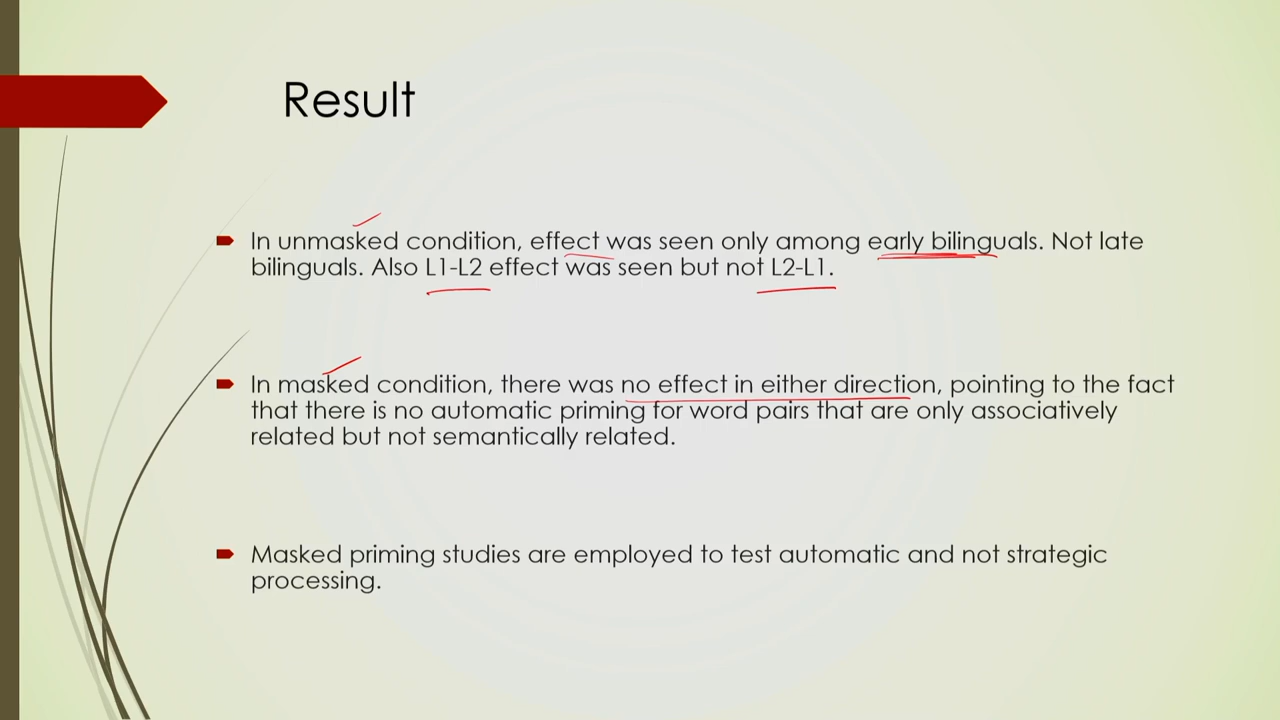 Result
In unmasked condition, effect was seen only among early bilinguals. Not late
bilinguals. Also L1-L2 effect was seen but not L2-L1.
In masked condition, there was no effect in either direction, pointing to the fact
that there is no automatic priming for word pairs that are only associatively
related but not semantically related.
Masked priming studies are employed to test automatic and not strategic
processing.